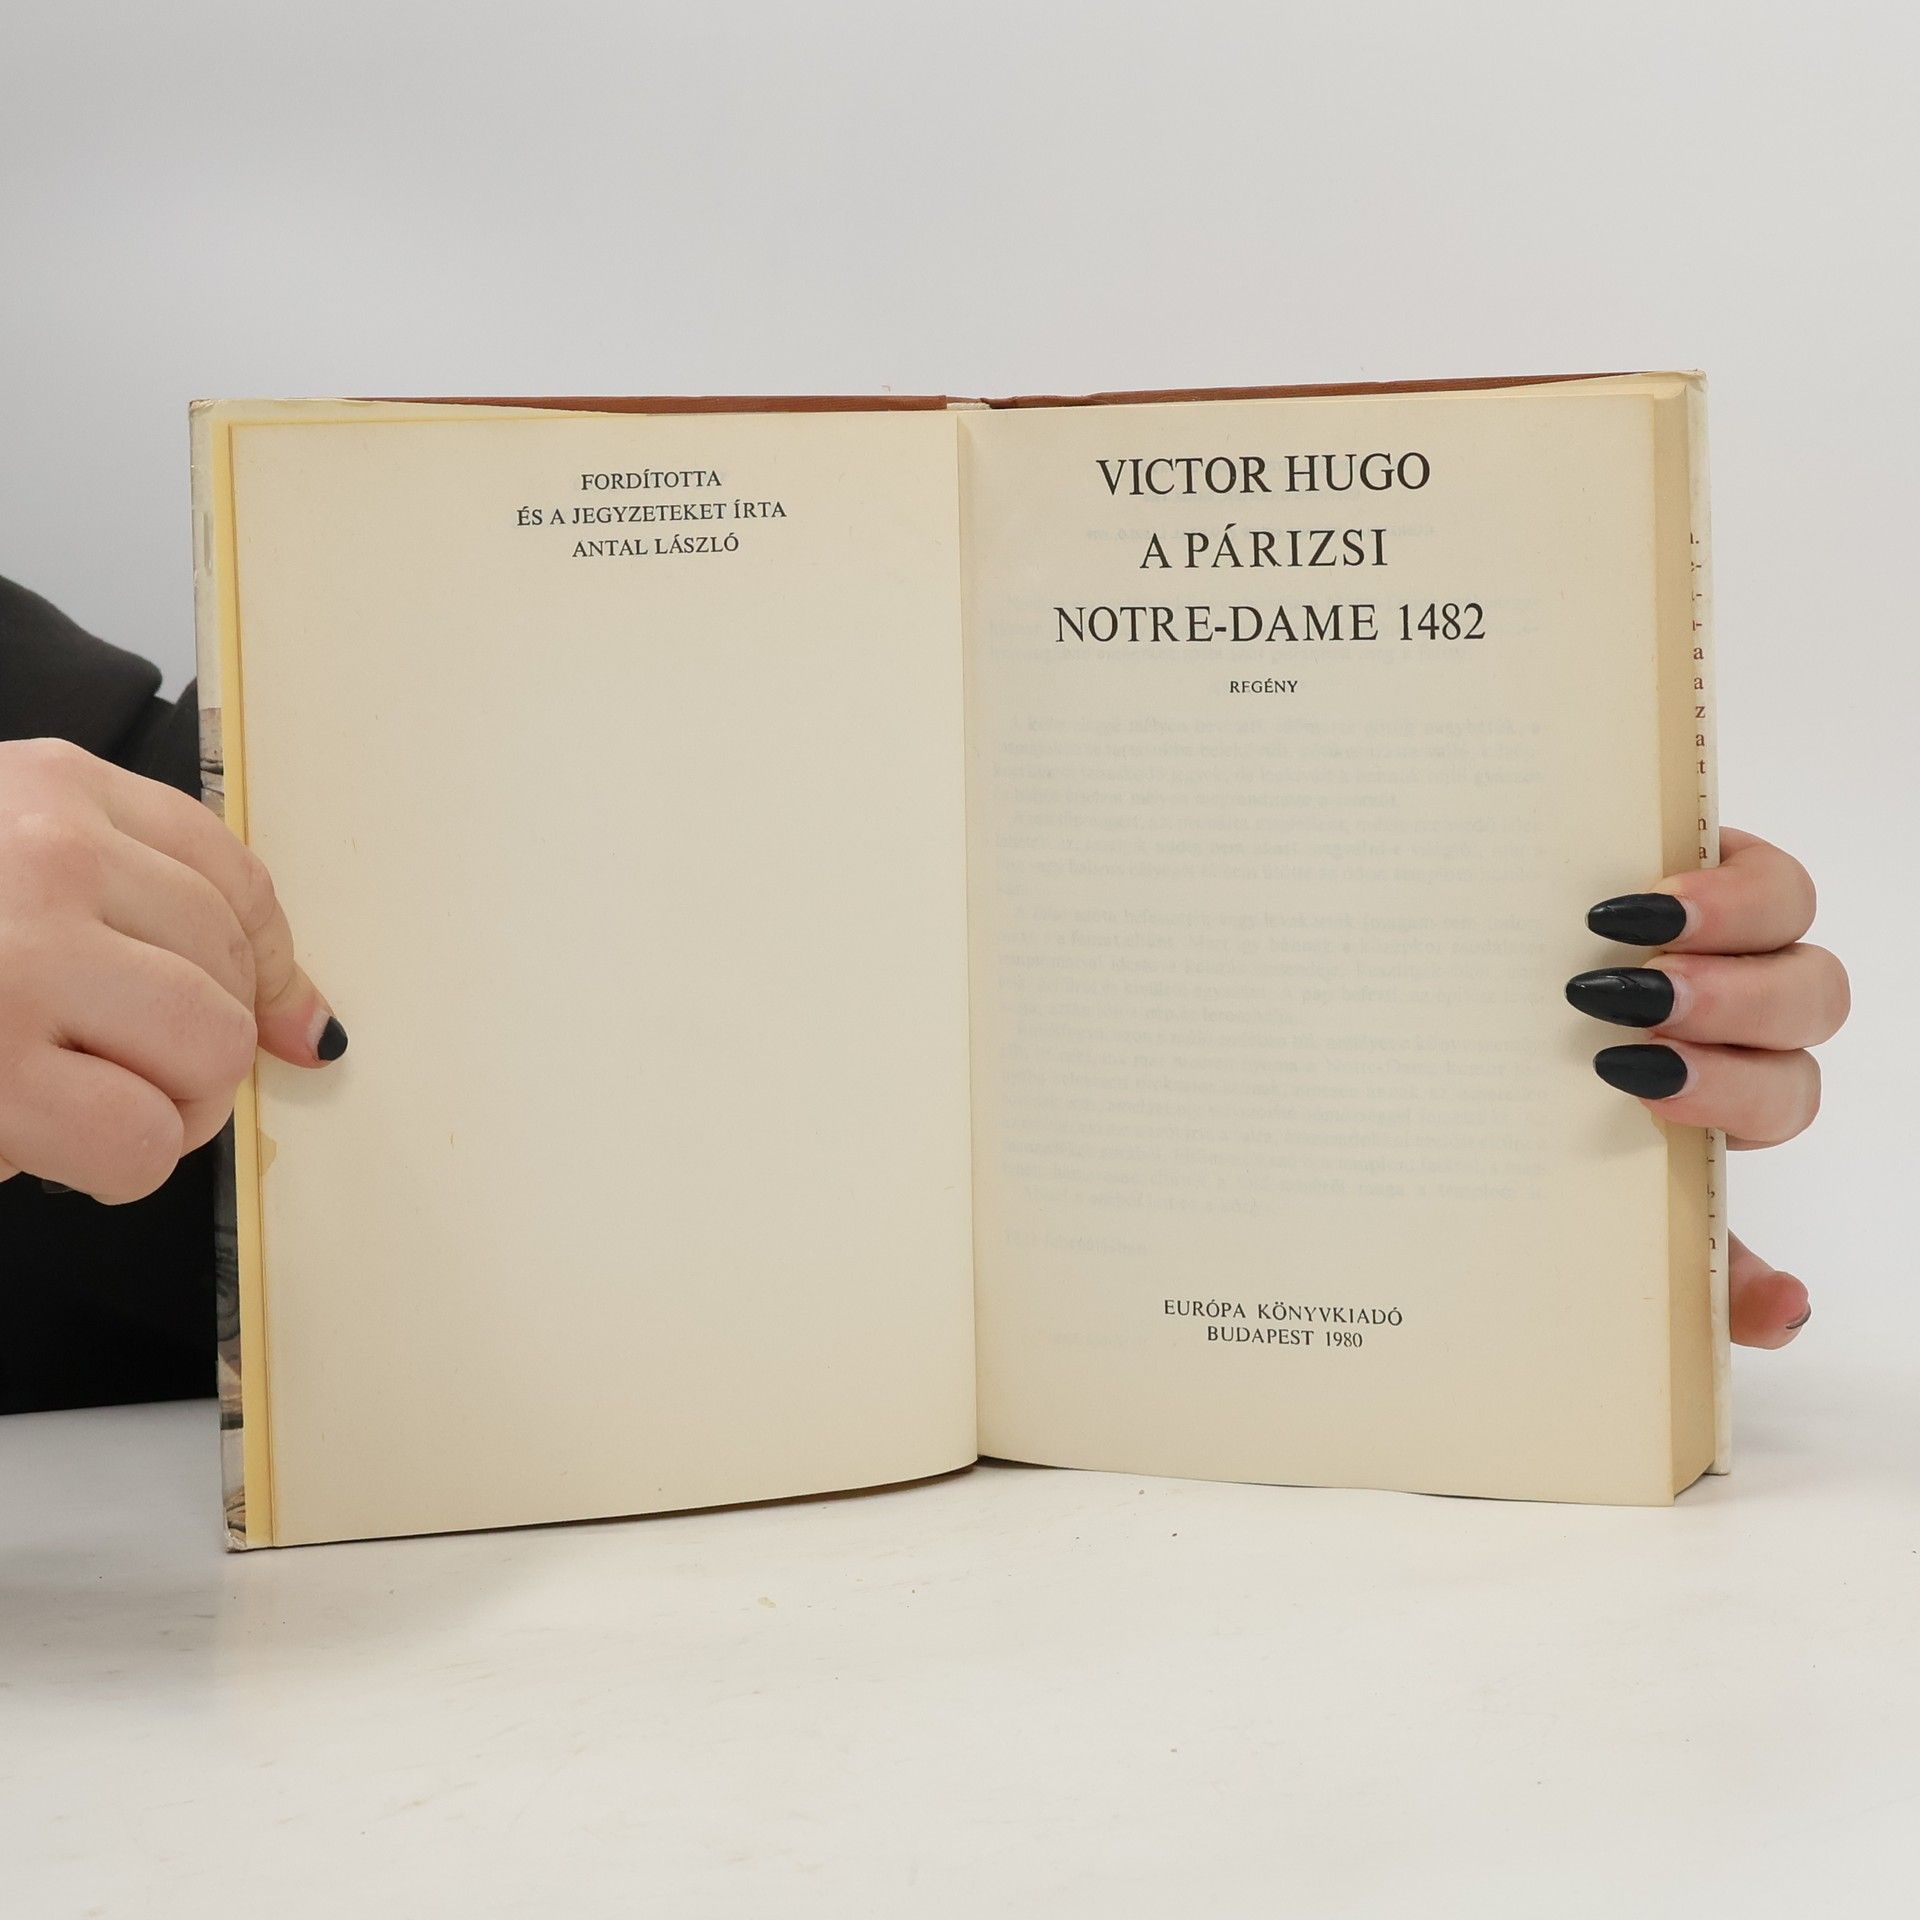 FORDÍTOTTA
ÉS A JEGYZETEKET ÍRTA
ANTAL LÁSZLÓ
VICTOR HUGO
A PÁRIZSI
NOTRE-DAME 1482
REGÉNY
EURÓPA KÖNYVKIADÓ
BUDAPEST 1980